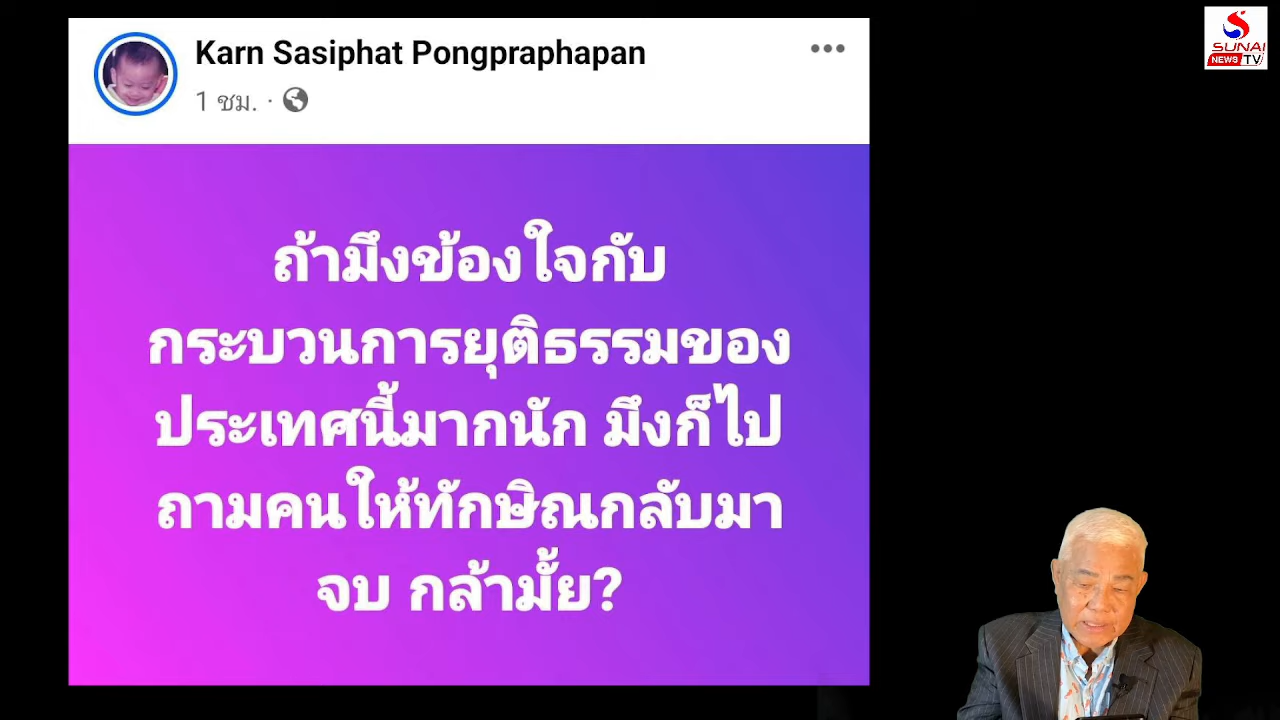 Karn Sasiphat Pongpraphapan
1 ชม. ·
SUNAI
NEWS TV
ถ้ามึงข้องใจกับ
กระบวนการยุติธรรมของ
ประเทศนี้มากนัก มึงก็ไป
ถามคนให้ทักษิณกลับมา
จบ กล้ามั้ย?